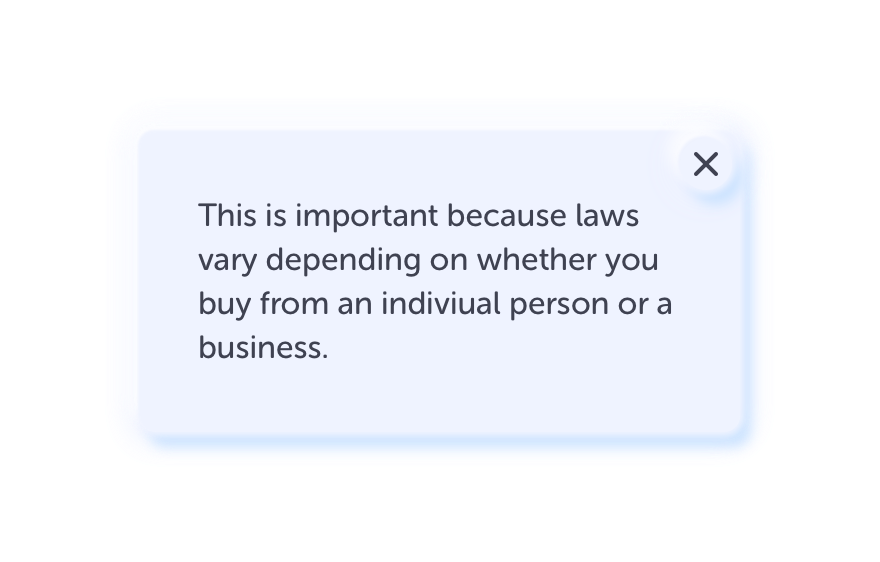 This is important because laws
vary depending on whether you
buy from an indiviual person or a
business.